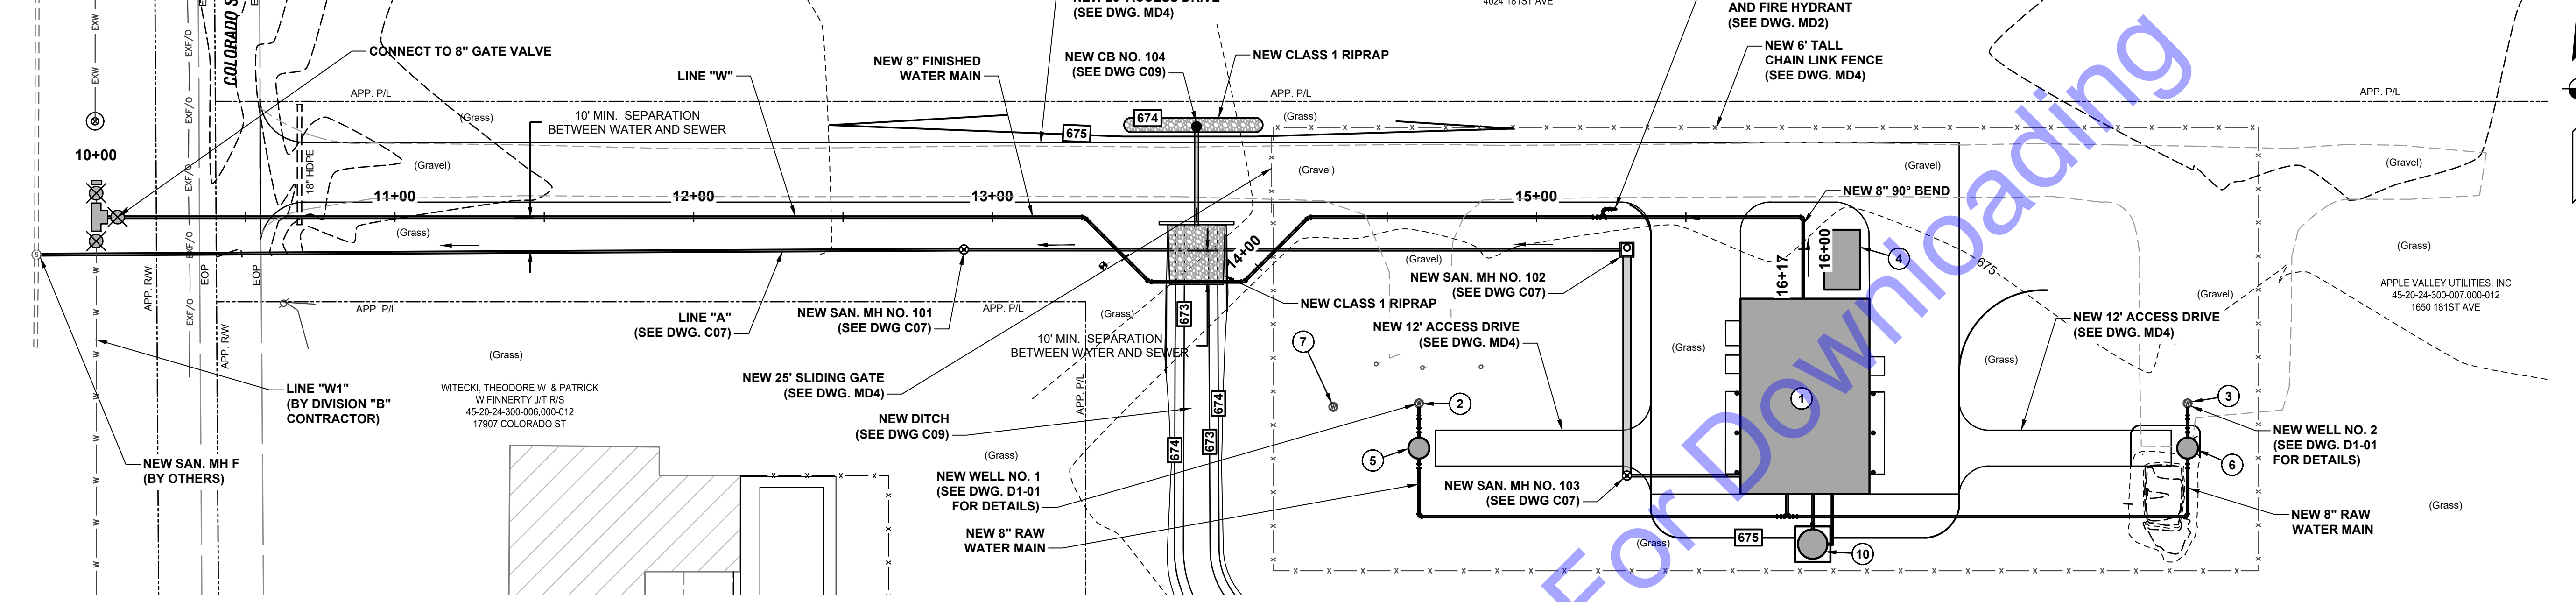 COLORADO S
EXW
EXF/O
CONNECT TO 8" GATE VALVE
10+00
APP. P/L
(Grass)
10' MIN. SEPARATION
BETWEEN WATER AND SEWER
LINE "W"
NEW 8" FINISHED
WATER MAIN
(SEE DWG. MD4)
NEW CB NO. 104
(SEE DWG C09)
NEW CLASS 1 RIPRAP
4024 181ST AVE
AND FIRE HYDRANT
(SEE DWG. MD2)
NEW 6' TALL
CHAIN LINK FENCE
(SEE DWG. MD4)
APP. P/L
APP. P/L
674
675
(Grass)
18" HDPE
(Gravel)
(Gravel)
(Gravel)
(Gravel)
11+00
12+00
13+00
14+00
15+00
16+00
16+17
NEW 8" 90° BEND
(Grass)
(Grass)
4
675
(Gravel)
(Gravel)
APPLE VALLEY UTILITIES, INC
45-20-24-300-007.000-012
1650 181ST AVE
APP. R/W
EXF/O
EOP
EOP
APP. R/W
W
APP. P/L
APP. P/L
LINE "A"
(SEE DWG. C07)
NEW SAN. MH NO. 101
(SEE DWG C07)
NEW SAN. MH NO. 102
(SEE DWG C07)
NEW CLASS 1 RIPRAP
(Grass)
10' MIN. SEPARATION
BETWEEN WATER AND SEWER
673
674
673
674
NEW 12' ACCESS DRIVE
(SEE DWG. MD4)
NEW 12' ACCESS DRIVE
(SEE DWG. MD4)
7
(Grass)
(Grass)
(Grass)
NEW 25' SLIDING GATE
(SEE DWG. MD4)
APP. P/L
LINE "W1"
(BY DIVISION "B"
CONTRACTOR)
WITECKI, THEODORE W & PATRICK
W FINNERTY J/T R/S
45-20-24-300-006,000-012
17907 COLORADO ST
NEW DITCH
(SEE DWG C09)
2
1
3
NEW WELL NO. 2
(SEE DWG. D1-01
FOR DETAILS)
5
6
(Grass)
NEW SAN. MH F
(BY OTHERS)
NEW WELL NO. 1
(SEE DWG. D1-01
FOR DETAILS)
NEW SAN. MH NO. 103
(SEE DWG C07)
(Grass)
NEW 8" RAW
WATER MAIN
NEW 8" RAW
WATER MAIN
(Grass)
675
10
For Downloading